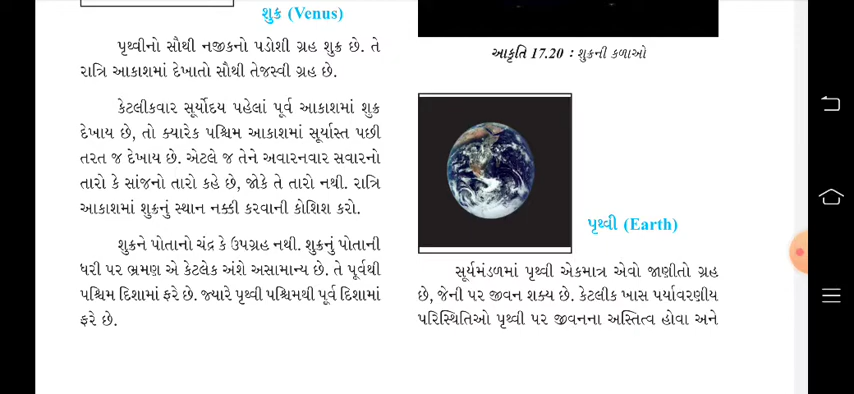 શુક્ર (Venus)
પૃથ્વીનો સૌથી નજીકનો પડોશી ગ્રહ શુક્ર છે. તે
રાત્રિ આકાશમાં દેખાતો સૌથી તેજસ્વી ગ્રહ છે.
કેટલીકવાર સૂર્યોદય પહેલાં પૂર્વ આકાશમાં શુક્ર
દેખાય છે, તો ક્યારેક પશ્ચિમ આકાશમાં સૂર્યાસ્ત પછી
તરત જ દેખાય છે. એટલે જ તેને અવારનવાર સવારનો
તારો કે સાંજનો તારો કહે છે, જોકે તે તારો નથી. રાત્રિ
આકાશમાં શુક્રનું સ્થાન નક્કી કરવાની કોશિશ કરો.
શુક્રને પોતાનો ચંદ્ર કે ઉપગ્રહ નથી. શુક્રનું પોતાની
ધરી પર ભ્રમણ એ કેટલેક અંશે અસામાન્ય છે. તે પૂર્વથી
પશ્ચિમ દિશામાં ફરે છે. જ્યારે પૃથ્વી પશ્ચિમથી પૂર્વ દિશામાં
ફરે છે.
આકૃતિ 17.20 : શુક્રની કળાઓ
પૃથ્વી (Earth)
સૂર્યમંડળમાં પૃથ્વી એકમાત્ર એવો જાણીતો ગ્રહ
છે, જેની પર જીવન શક્ય છે. કેટલીક ખાસ પર્યાવરણીય
પરિસ્થિતિઓ પૃથ્વી પર જીવનના અસ્તિત્વ હોવા અને